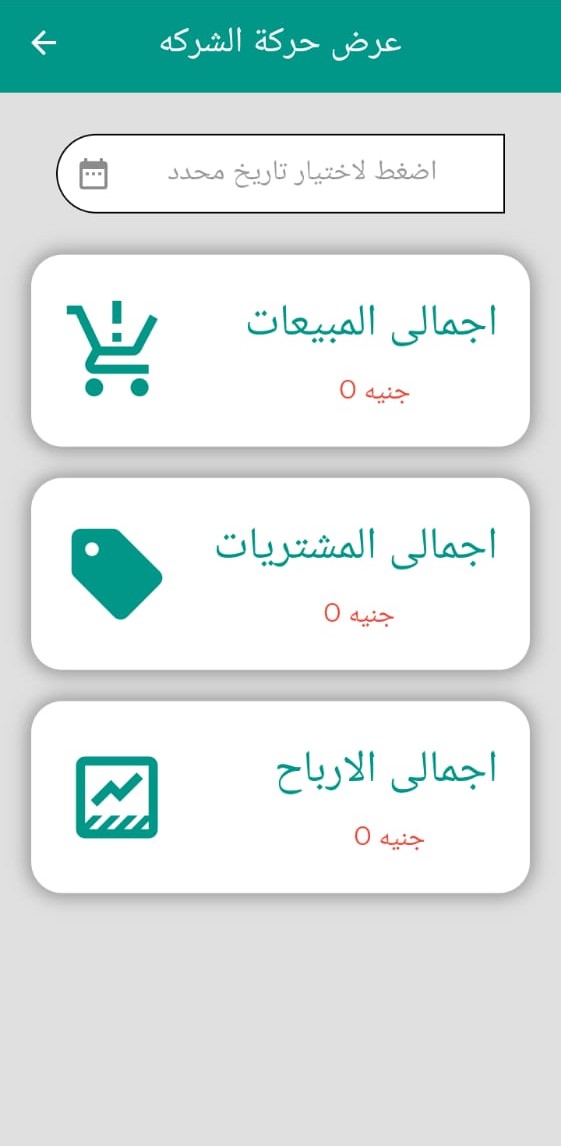 عرض حركة الشركه
اضغط لاختيار تاريخ محدد
اجمالى المبيعات
جنيه 0
اجمالى المشتريات
جنيه 0
اجمالى الارباح
جنيه 0